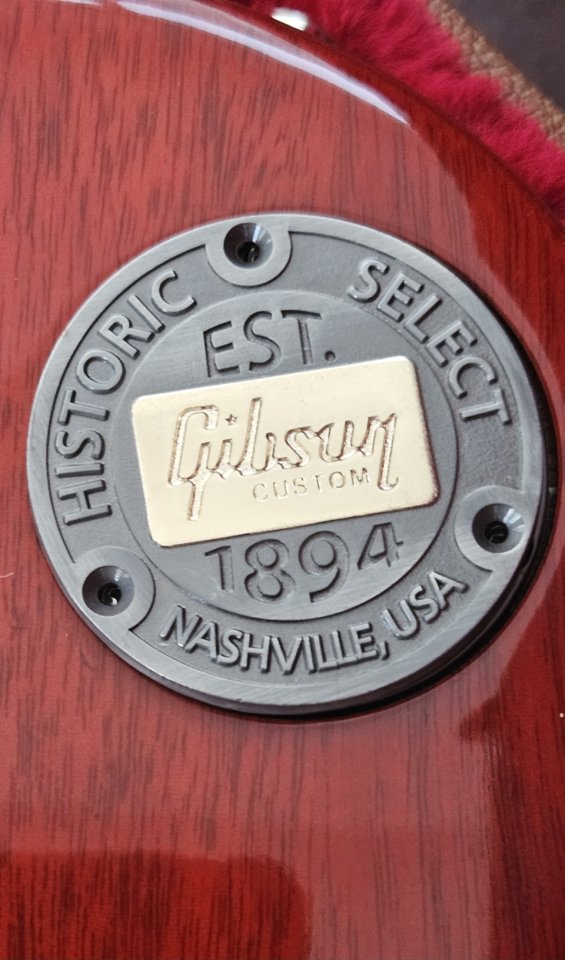 HISTORIC SELECT
EST.
Gibson
CUSTOM
1894
NASHVILLE, USA